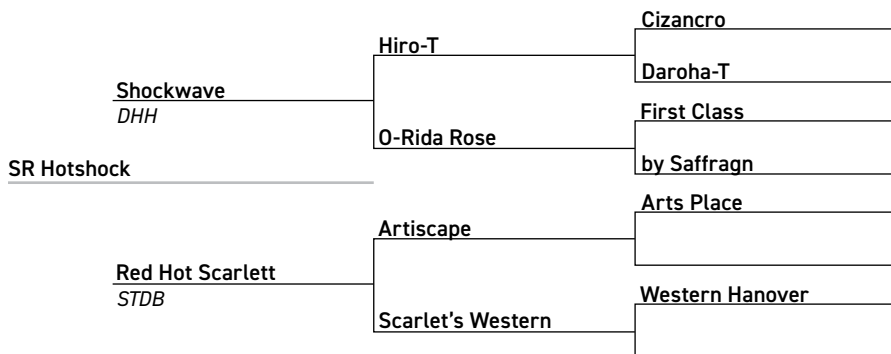 Cizancro
Hiro-T
Daroha-T
Shockwave
DHH
First Class
O-Rida Rose
by Saffragn
SR Hotshock
Arts Place
Artiscape
Red Hot Scarlett
STDB
Western Hanover
Scarlet's Western